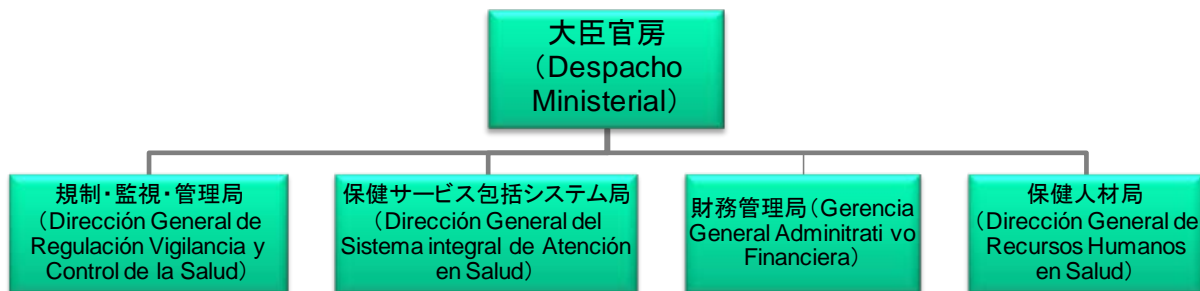 大臣官房
（Despacho
Ministerial）
規制・監視・管理局
（Dirección General de
Regulación Vigilancia y
Control de la Salud）
保健サービス包括システム局
（Dirección General del
Sistema integral de Atención
en Salud）
財務管理局（Gerencia
General Adminitrati vo
Financiera）
保健人材局
（Dirección General de
Recursos Humanos
en Salud）